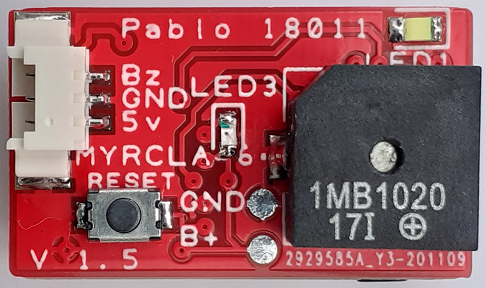 Pablo 18011
LED1
Bz
GND
LED3
5v
MYRCLA
6
RESET
GND
B+
V 1.5
1MB1020
17I
2929585A_Y3-201109